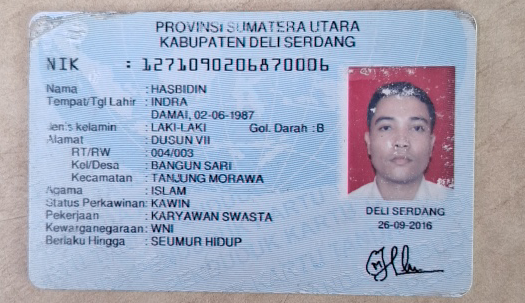 PROVINSI SUMATERA UTARA
KABUPATEN DELI SERDANG
NIK : 1271090206870006
Nama : HASBIDIN
Tempat/Tgl Lahir : INDRA
DAMAI, 02-06-1987
Jenis kelamin : LAKI-LAKI Gol. Darah : B
Alamat : DUSUN VII
RT/RW : 004/003
Kel/Desa : BANGUN SARI
Kecamatan : TANJUNG MORAWA
Agama : ISLAM
Status Perkawinan: KAWIN
Pekerjaan : KARYAWAN SWASTA
Kewarganegaraan: WNI
Berlaku Hingga : SEUMUR HIDUP
DELI SERDANG
26-09-2016